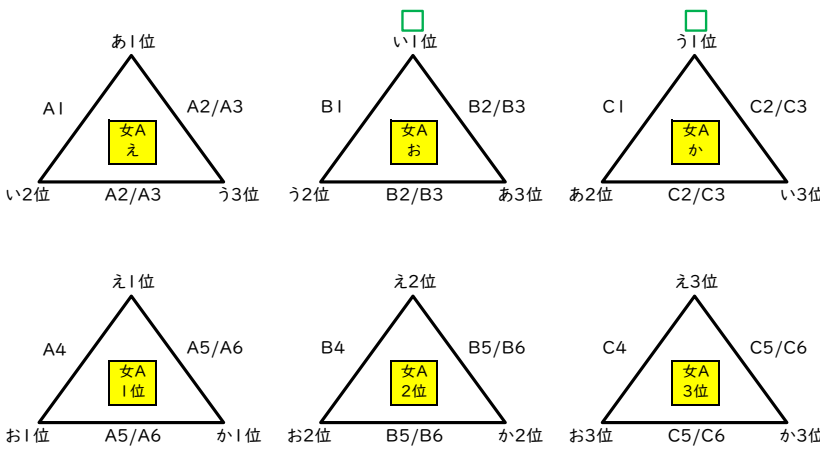 あ1位 い1位 う1位
A1 A2/A3 B1 B2/B3 C1 C2/C3
女A 女A 女A
え お か
い2位 A2/A3 う3位 う2位 B2/B3 あ3位 あ2位 C2/C3 い3位
え1位 え2位 え3位
A4 A5/A6 B4 B5/B6 C4 C5/C6
女A 女A 女A
1位 2位 3位
お1位 A5/A6 か1位 お2位 B5/B6 か2位 お3位 C5/C6 か3位